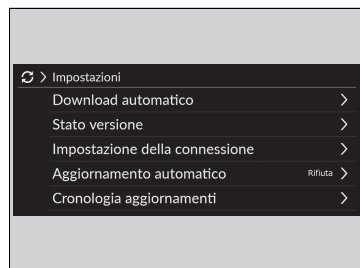 Impostazioni
Download automatico
Stato versione
Impostazione della connessione
Aggiornamento automatico Rifiuta
Cronologia aggiornamenti